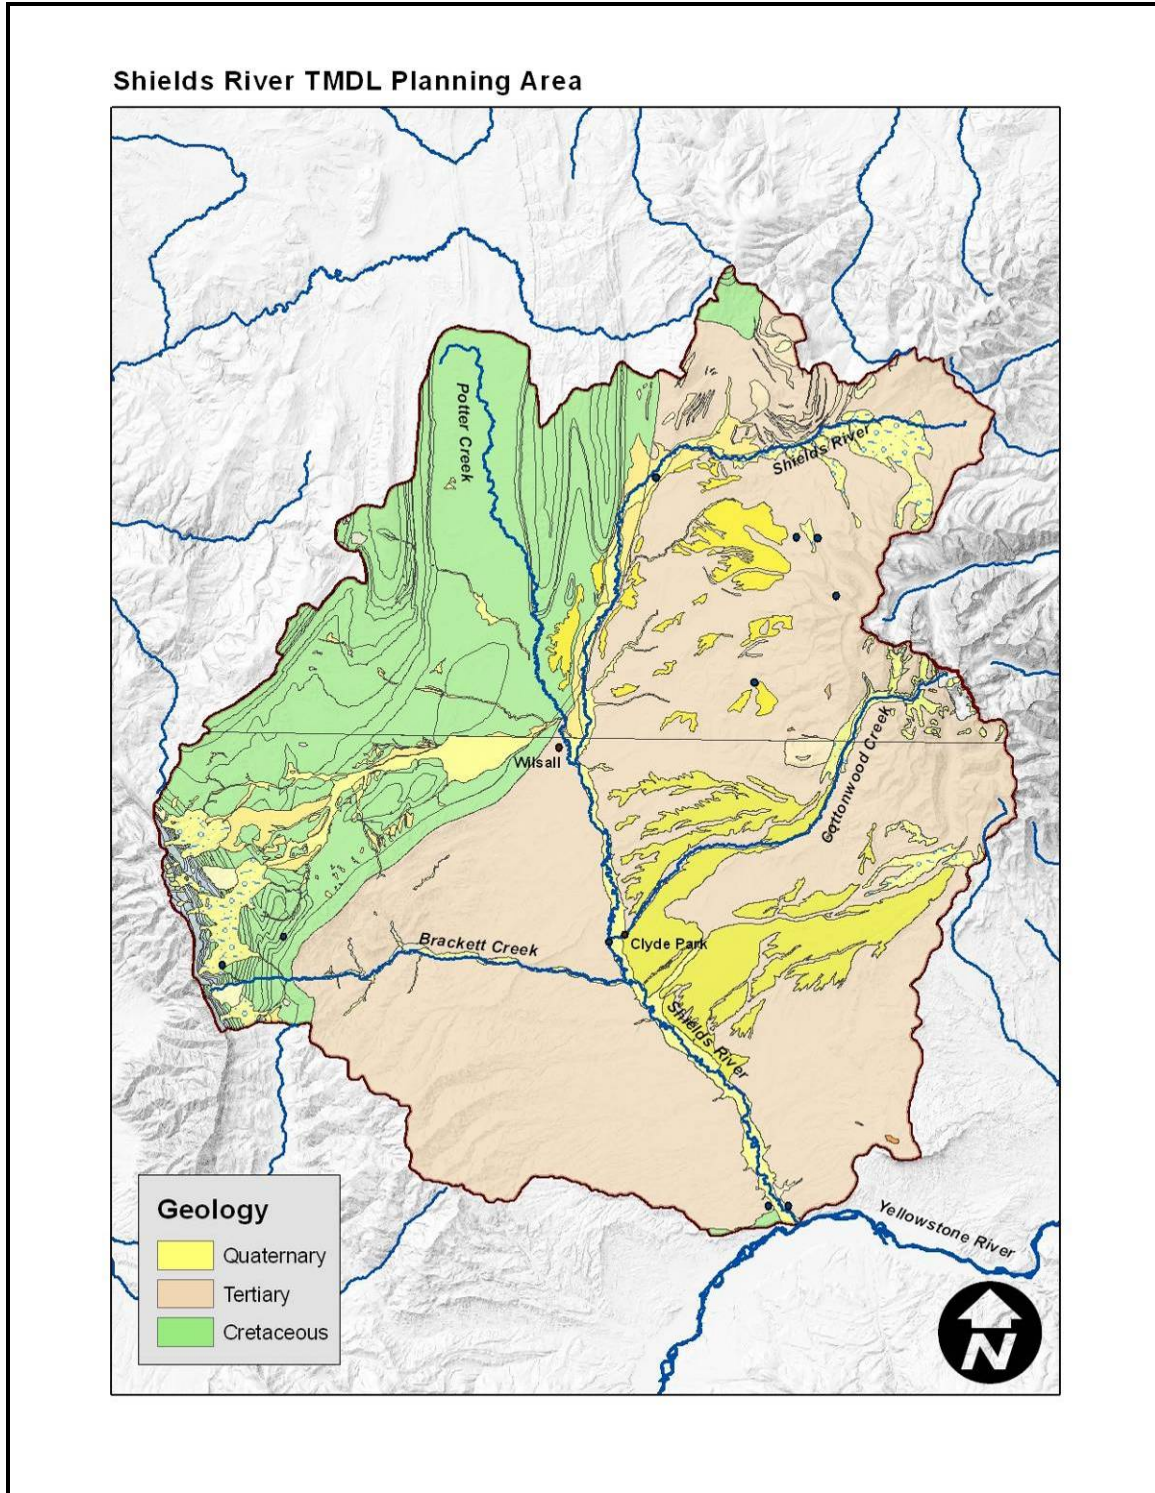 Shields River TMDL Planning Area
Potter Creek
Shields River
Wilsall
Cottonwood Creek
Brackett Creek
Clyde Park
Shields River
Yellowstone River
Geology
Quaternary
Tertiary
Cretaceous
N